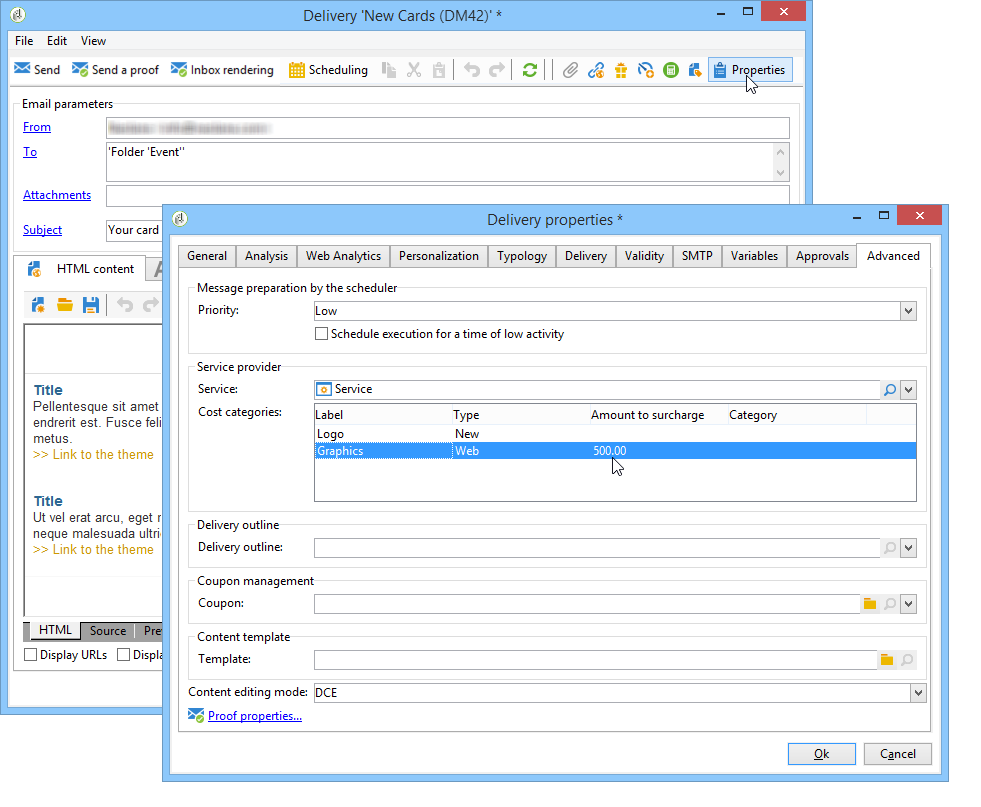 Delivery 'New Cards (DM42)' *
File Edit View
Send Send a proof Inbox rendering Scheduling Properties
Email parameters
From
To 'Folder 'Event''
Attachments
Subject Your card
HTML content
Title
Pellentesque sit amet
endrerit est. Fusce feli
metus.
>> Link to the theme
Title
Ut vel erat arcu, eget
neque malesuada ultri
>> Link to the theme
HTML Source Pre
Display URLs Displa
Delivery properties *
General Analysis Web Analytics Personalization Typology Delivery Validity SMTP Variables Approvals Advanced
Message preparation by the scheduler
Priority: Low
Schedule execution for a time of low activity
Service provider
Service: Service
Cost categories:
Label Type Amount to surcharge Category
Logo New
Graphics Web 500.00
Delivery outline
Delivery outline:
Coupon management
Coupon:
Content template
Template:
Content editing mode: DCE
Proof properties...
Ok Cancel